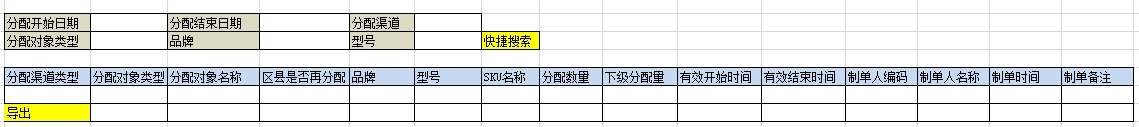 分配开始日期 分配结束日期 分配渠道
分配对象类型 品牌 型号 快捷搜索
分配渠道类型 分配对象类型 分配对象名称 区县是否再分配 品牌 型号 SKU名称 分配数量 下级分配量 有效开始时间 有效结束时间 制单人编码 制单人名称 制单时间 制单备注
导出